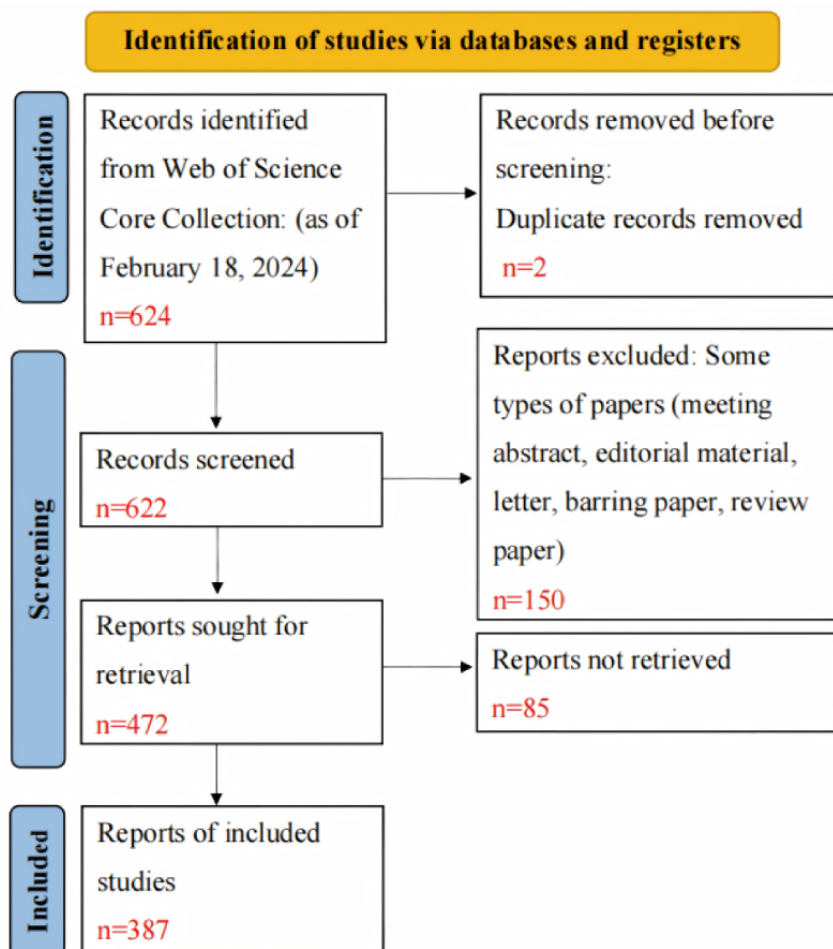 Identification of studies via databases and registers
Identification
Records identified
from Web of Science
Core Collection: (as of
February 18, 2024)
n=624
Records removed before
screening:
Duplicate records removed
n=2
Screening
Records screened
n=622
Reports excluded: Some
types of papers (meeting
abstract, editorial material,
letter, barring paper, review
paper)
n=150
Reports sought for
retrieval
n=472
Reports not retrieved
n=85
Included
Reports of included
studies
n=387